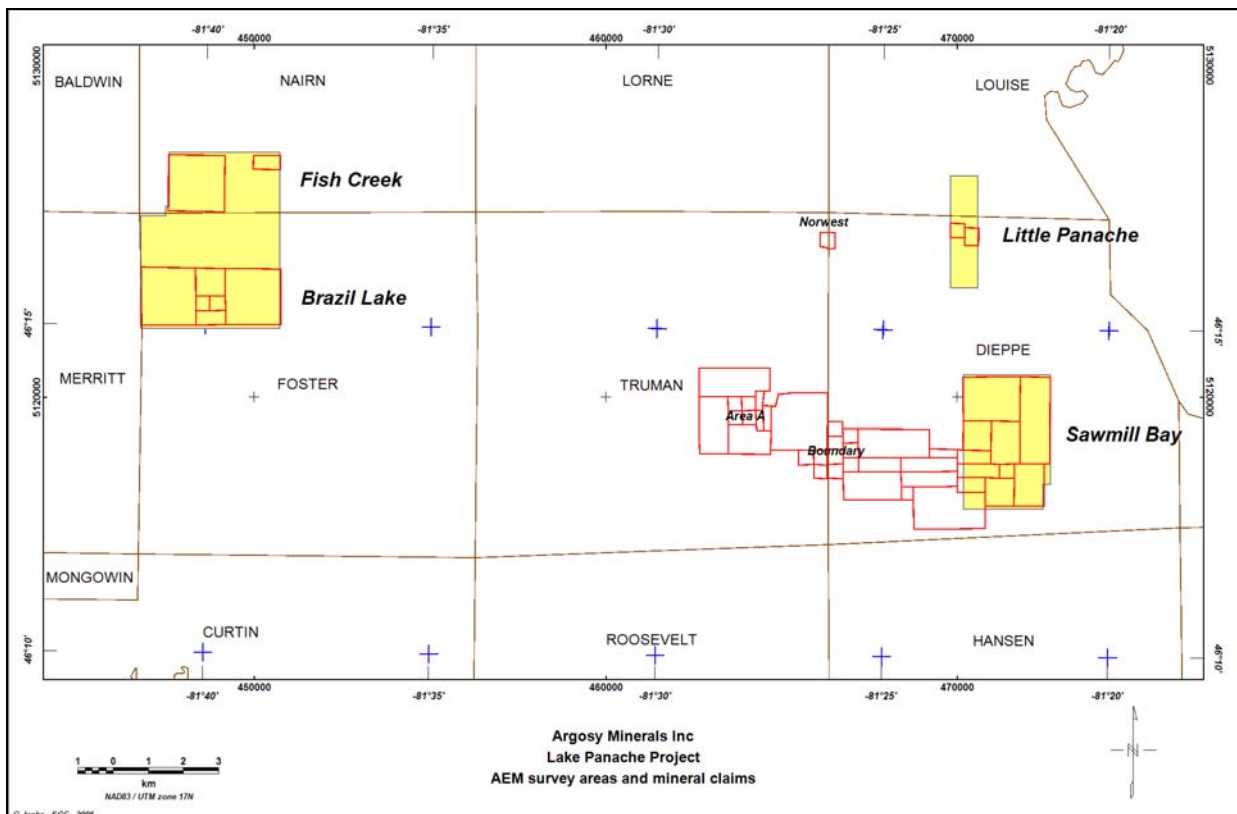 -81°40' -81°35' -81°30' -81°25' -81°20'
450000 460000 470000
5130000 5130000
BALDWIN NAIRN LORNE LOUISE
Fish Creek
Norwest
Little Panache
Brazil Lake
46°15' 46°15'
DIEPPE
MERRITT FOSTER TRUMAN
5120000 5120000
Area A
Sawmill Bay
Boundary
MONGOWIN
CURTIN ROOSEVELT HANSEN
46°10' 46°10'
450000 460000 470000
-81°40' -81°35' -81°30' -81°25' -81°20'
Argosy Minerals Inc
Lake Panache Project
AEM survey areas and mineral claims
1 0 1 2 3
km
NAD83 / UTM zone 17N
N